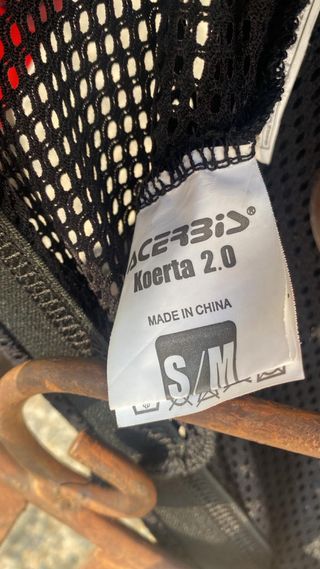 ACERBIS®
Koerta 2.0
MADE IN CHINA
S/M